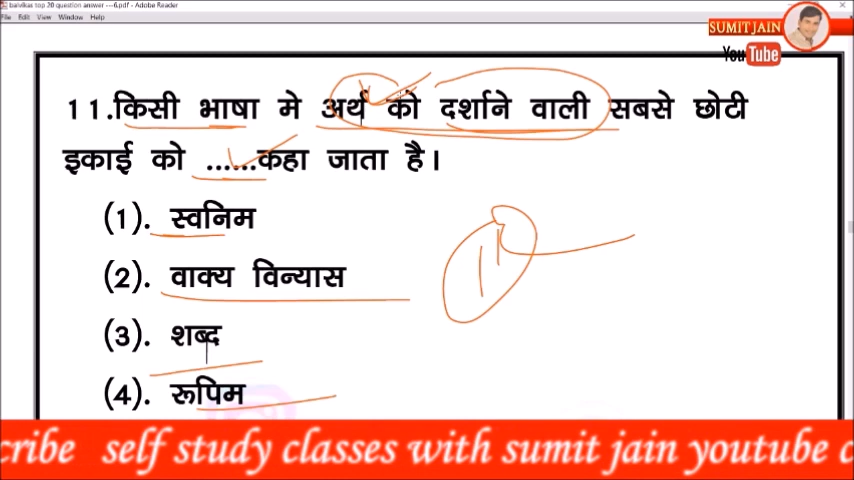 balvikas top 20 question answer ---6.pdf - Adobe Reader
File Edit View Window Help
SUMIT JAIN
YouTube
11.किसी भाषा मे अर्थ को दर्शाने वाली सबसे छोटी
इकाई को ......कहा जाता है।
(1). स्वनिम
(2). वाक्य विन्यास
(3). शब्द
(4). रूपिम
cribe self study classes with sumit jain youtube c